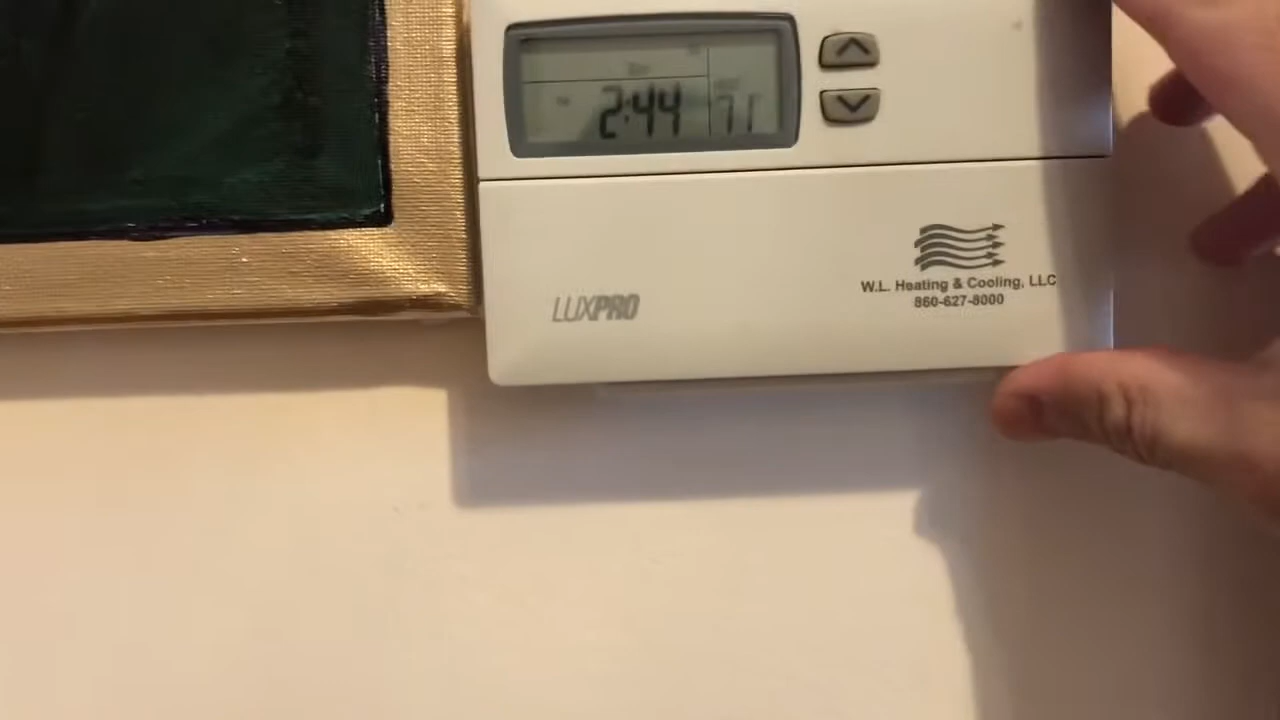 2:44
71
LUXPRO
W.L. Heating & Cooling, LLC
860-627-8000